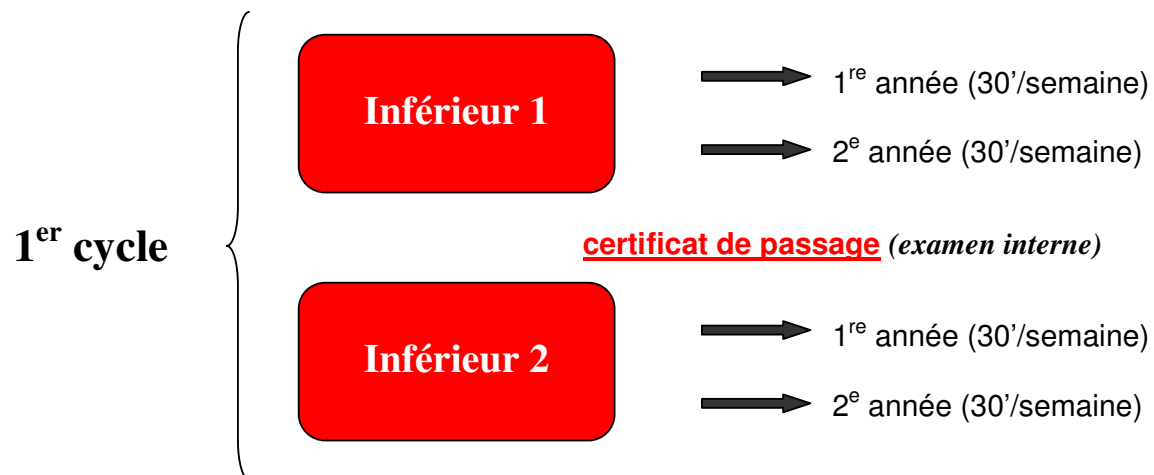 Inférieur 1
1re année (30'/semaine)
2e année (30'/semaine)
1er cycle
certificat de passage (examen interne)
Inférieur 2
1re année (30'/semaine)
2e année (30'/semaine)